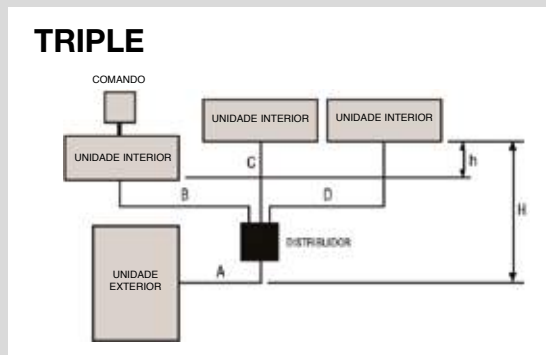 TRIPLE
COMANDO
UNIDADE INTERIOR
UNIDADE INTERIOR
UNIDADE INTERIOR
C
h
B
D
H
DISTRIBUIDOR
UNIDADE
EXTERIOR
A